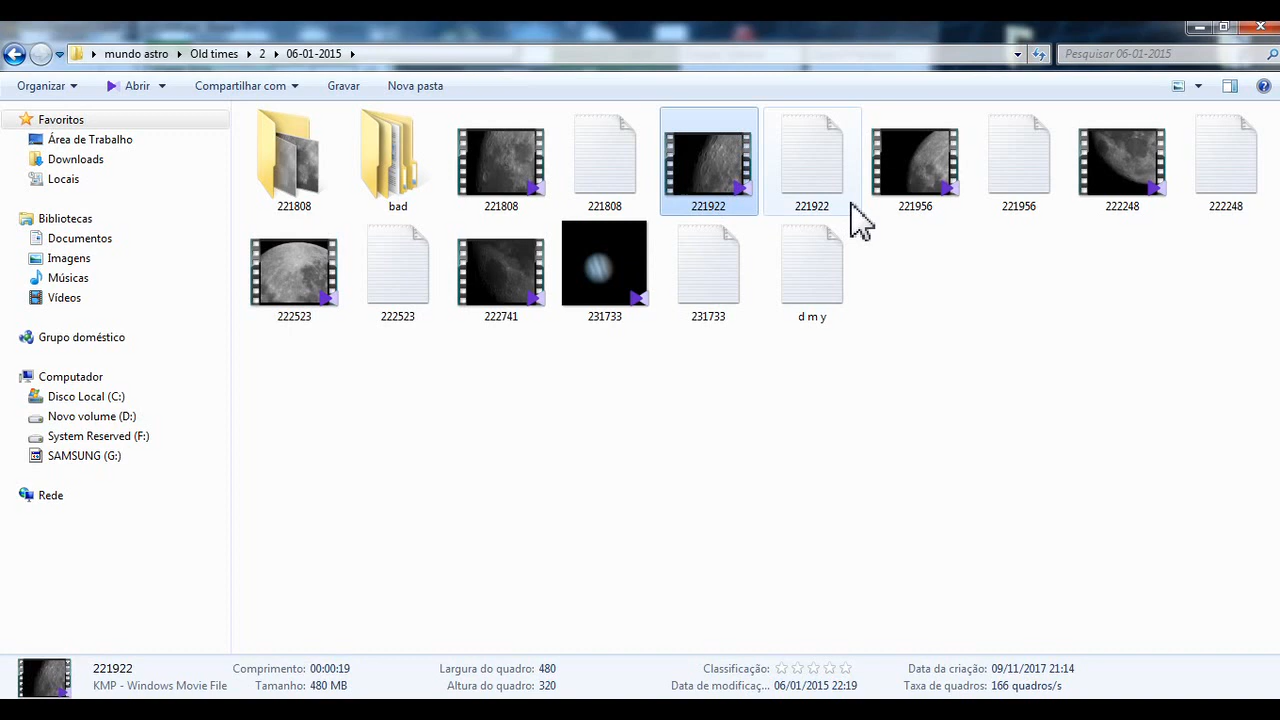 mundo astro Old times 2 06-01-2015 Pesquisar 06-01-2015
Organizar Abrir Compartilhar com Gravar Nova pasta
Favoritos
Área de Trabalho
Downloads
Locais
Bibliotecas
Documentos
Imagens
Músicas
Vídeos
Grupo doméstico
Computador
Disco Local (C:)
Novo volume (D:)
System Reserved (F:)
SAMSUNG (G:)
Rede
221808 bad 221808 221808 221922 221922 221956 221956 222248 222248
222523 222523 222741 231733 231733 d m y
221922 Comprimento: 00:00:19 Largura do quadro: 480 Classificação: Data da criação: 09/11/2017 21:14
KMP - Windows Movie File Tamanho: 480 MB Altura do quadro: 320 Data de modificaç... 06/01/2015 22:19 Taxa de quadros: 166 quadros/s